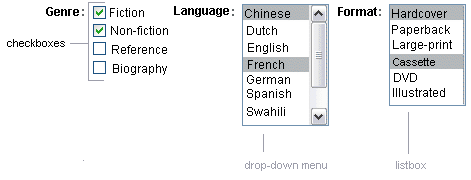 Genre:
Fiction
Non-fiction
Reference
Biography
checkboxes
Language:
Chinese
Dutch
English
French
German
Spanish
Swahili
drop-down menu
Format:
Hardcover
Paperback
Large-print
Cassette
DVD
Illustrated
listbox